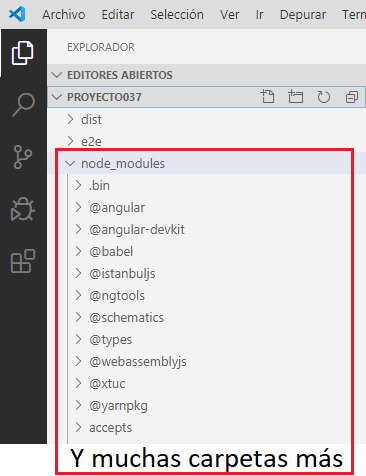 Archivo Editar Selección Ver Ir Depurar Terr
EXPLORADOR
EDITORES ABIERTOS
PROYECTO037
dist
e2e
node_modules
.bin
@angular
@angular-devkit
@babel
@istanbuljs
@ngtools
@schematics
@types
@webassemblyjs
@xtuc
@yarnpkg
accepts
Y muchas carpetas más